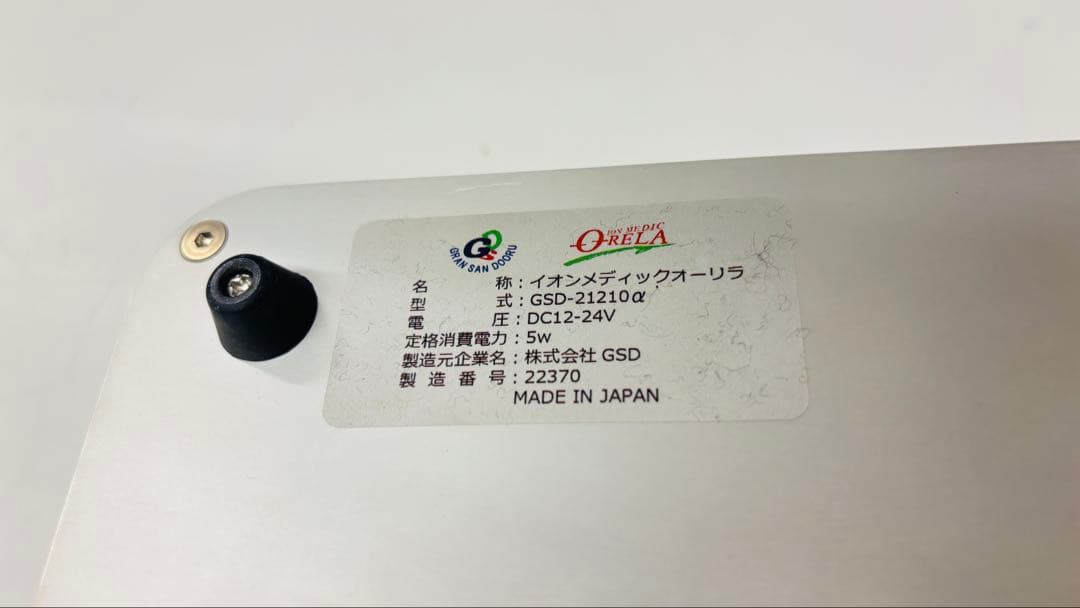 GS
GRAN SAN DOORU
ION MEDIC
ORELA
名　　　称：イオンメディックオーリラ
型　　　式：GSD-21210α
電　　　圧：DC12-24V
定格消費電力：5w
製造元企業名：株式会社 GSD
製 造 番 号：22370
MADE IN JAPAN